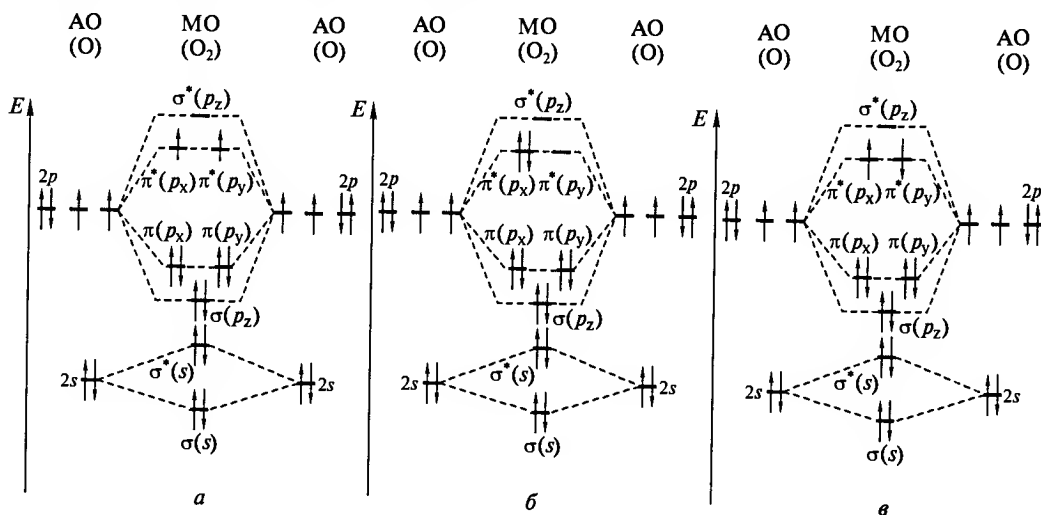 AO MO AO AO MO AO AO MO AO
(O) (O₂) (O) (O) (O₂) (O) (O) (O₂) (O)
E σ*(p_z) E σ*(p_z) E σ*(p_z)
2p π*(p_x) π*(p_y) 2p 2p π*(p_x) π*(p_y) 2p 2p π*(p_x) π*(p_y) 2p
π(p_x) π(p_y) π(p_x) π(p_y) π(p_x) π(p_y)
σ(p_z) σ(p_z) σ(p_z)
2s σ*(s) 2s 2s σ*(s) 2s 2s σ*(s) 2s
σ(s) σ(s) σ(s)
а б в